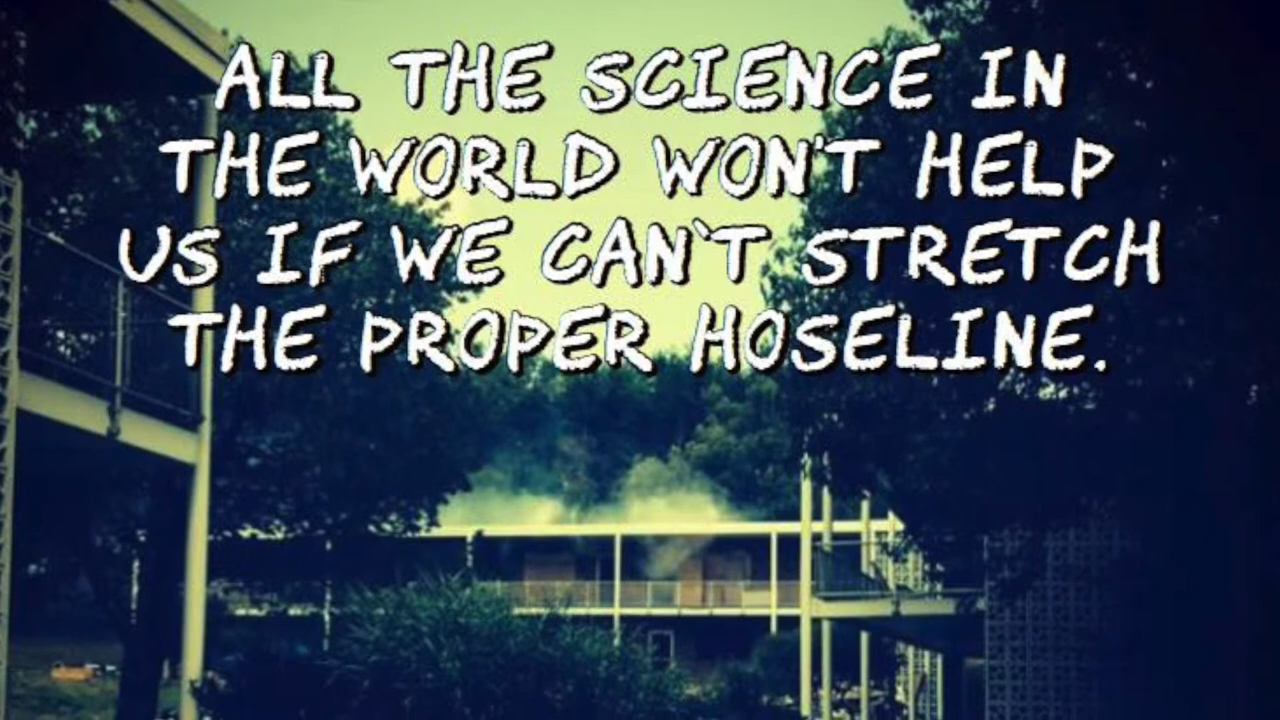 ALL THE SCIENCE IN
THE WORLD WON'T HELP
US IF WE CAN`T STRETCH
THE PROPER HOSELINE.